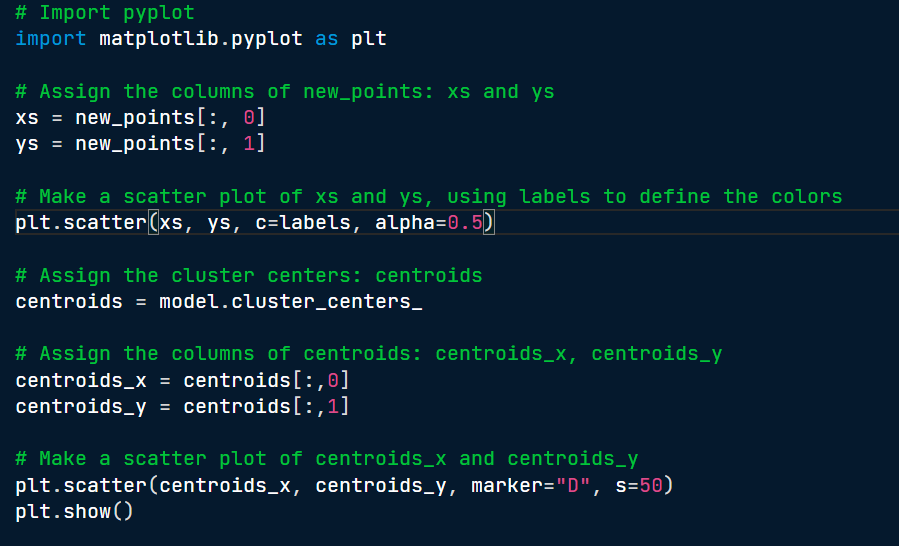 # Import pyplot
import matplotlib.pyplot as plt
# Assign the columns of new_points: xs and ys
xs = new_points[:, 0]
ys = new_points[:, 1]
# Make a scatter plot of xs and ys, using labels to define the colors
plt.scatter(xs, ys, c=labels, alpha=0.5)
# Assign the cluster centers: centroids
centroids = model.cluster_centers_
# Assign the columns of centroids: centroids_x, centroids_y
centroids_x = centroids[:,0]
centroids_y = centroids[:,1]
# Make a scatter plot of centroids_x and centroids_y
plt.scatter(centroids_x, centroids_y, marker="D", s=50)
plt.show()